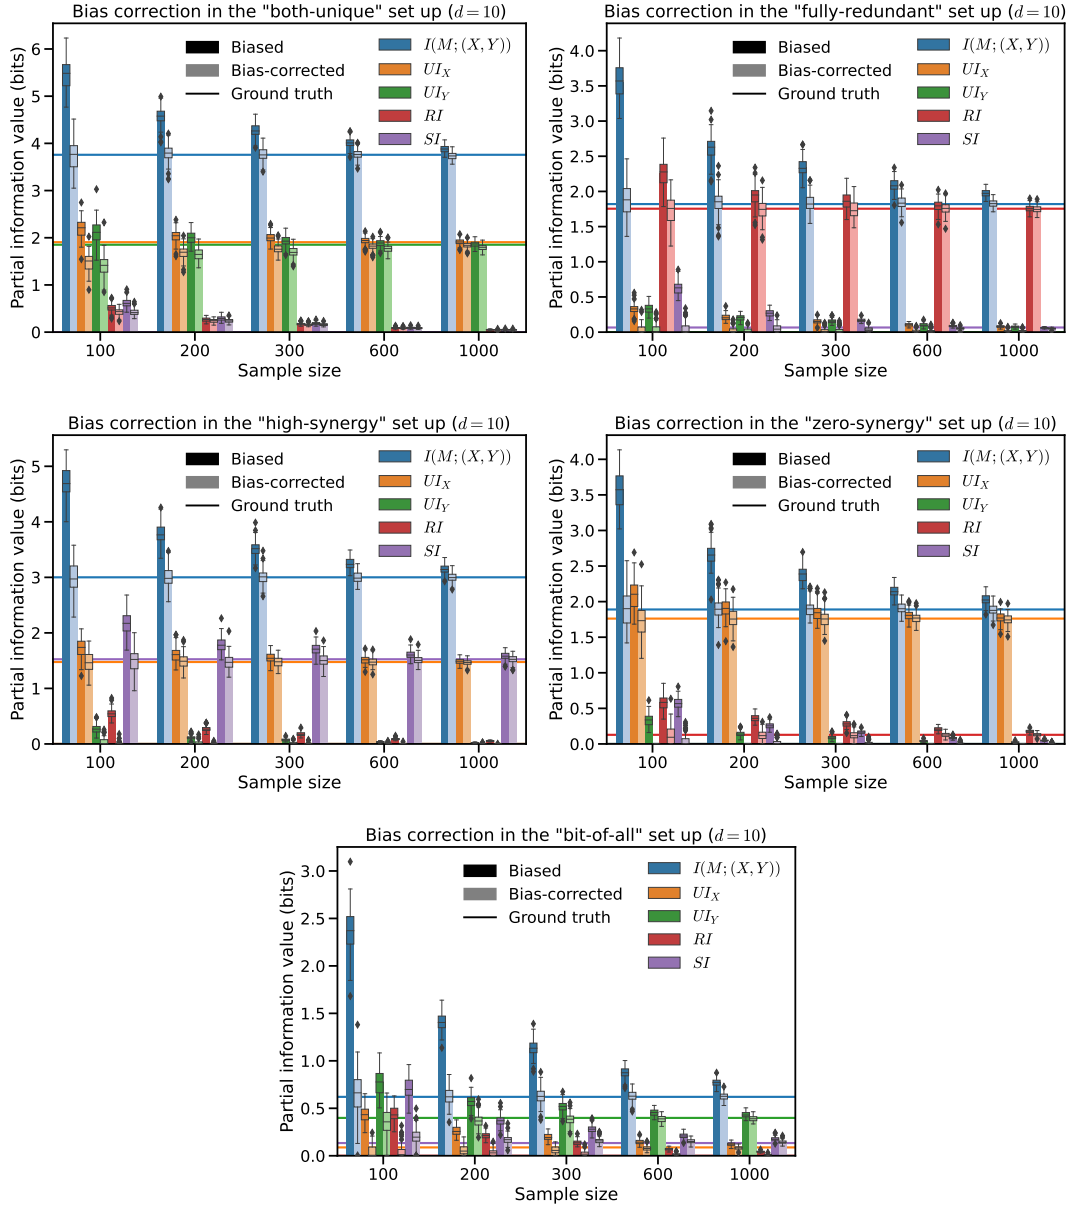 Bias correction in the "both-unique" set up (d = 10)
Partial information value (bits)
6
5
4
3
2
1
0
Biased
Bias-corrected
Ground truth
I(M; (X, Y))
UI_X
UI_Y
RI
SI
100 200 300 600 1000
Sample size
Bias correction in the "fully-redundant" set up (d = 10)
Partial information value (bits)
4.0
3.5
3.0
2.5
2.0
1.5
1.0
0.5
0.0
Biased
Bias-corrected
Ground truth
I(M; (X, Y))
UI_X
UI_Y
RI
SI
100 200 300 600 1000
Sample size
Bias correction in the "high-synergy" set up (d = 10)
Partial information value (bits)
5
4
3
2
1
0
Biased
Bias-corrected
Ground truth
I(M; (X, Y))
UI_X
UI_Y
RI
SI
100 200 300 600 1000
Sample size
Bias correction in the "zero-synergy" set up (d = 10)
Partial information value (bits)
4.0
3.5
3.0
2.5
2.0
1.5
1.0
0.5
0.0
Biased
Bias-corrected
Ground truth
I(M; (X, Y))
UI_X
UI_Y
RI
SI
100 200 300 600 1000
Sample size
Bias correction in the "bit-of-all" set up (d = 10)
Partial information value (bits)
3.0
2.5
2.0
1.5
1.0
0.5
0.0
Biased
Bias-corrected
Ground truth
I(M; (X, Y))
UI_X
UI_Y
RI
SI
100 200 300 600 1000
Sample size